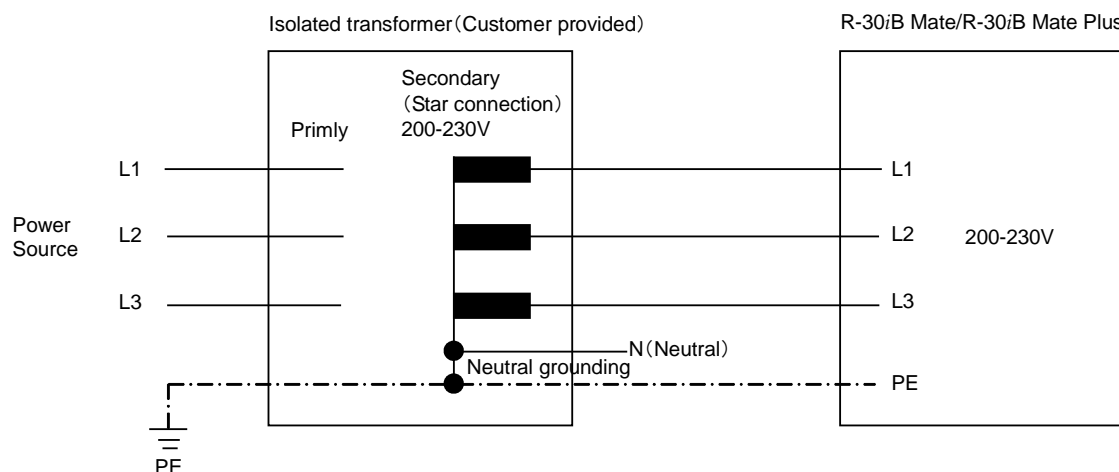 Isolated transformer（Customer provided）
R-30iB Mate/R-30iB Mate Plus
Secondary
（Star connection）
200-230V
Primly
L1
L1
Power
Source
L2
L2
200-230V
L3
L3
N（Neutral）
Neutral grounding
PE
PE